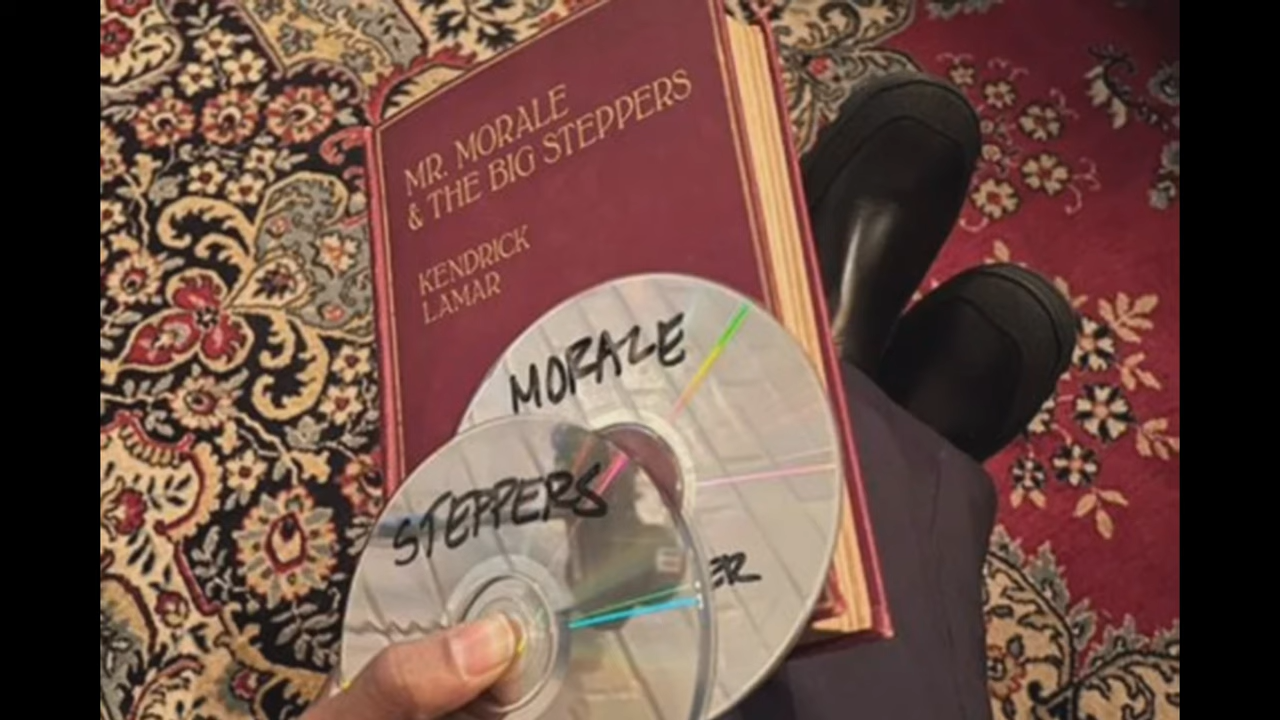 MR. MORALE
& THE BIG STEPPERS
KENDRICK
LAMAR
MORALE
STEPPERS